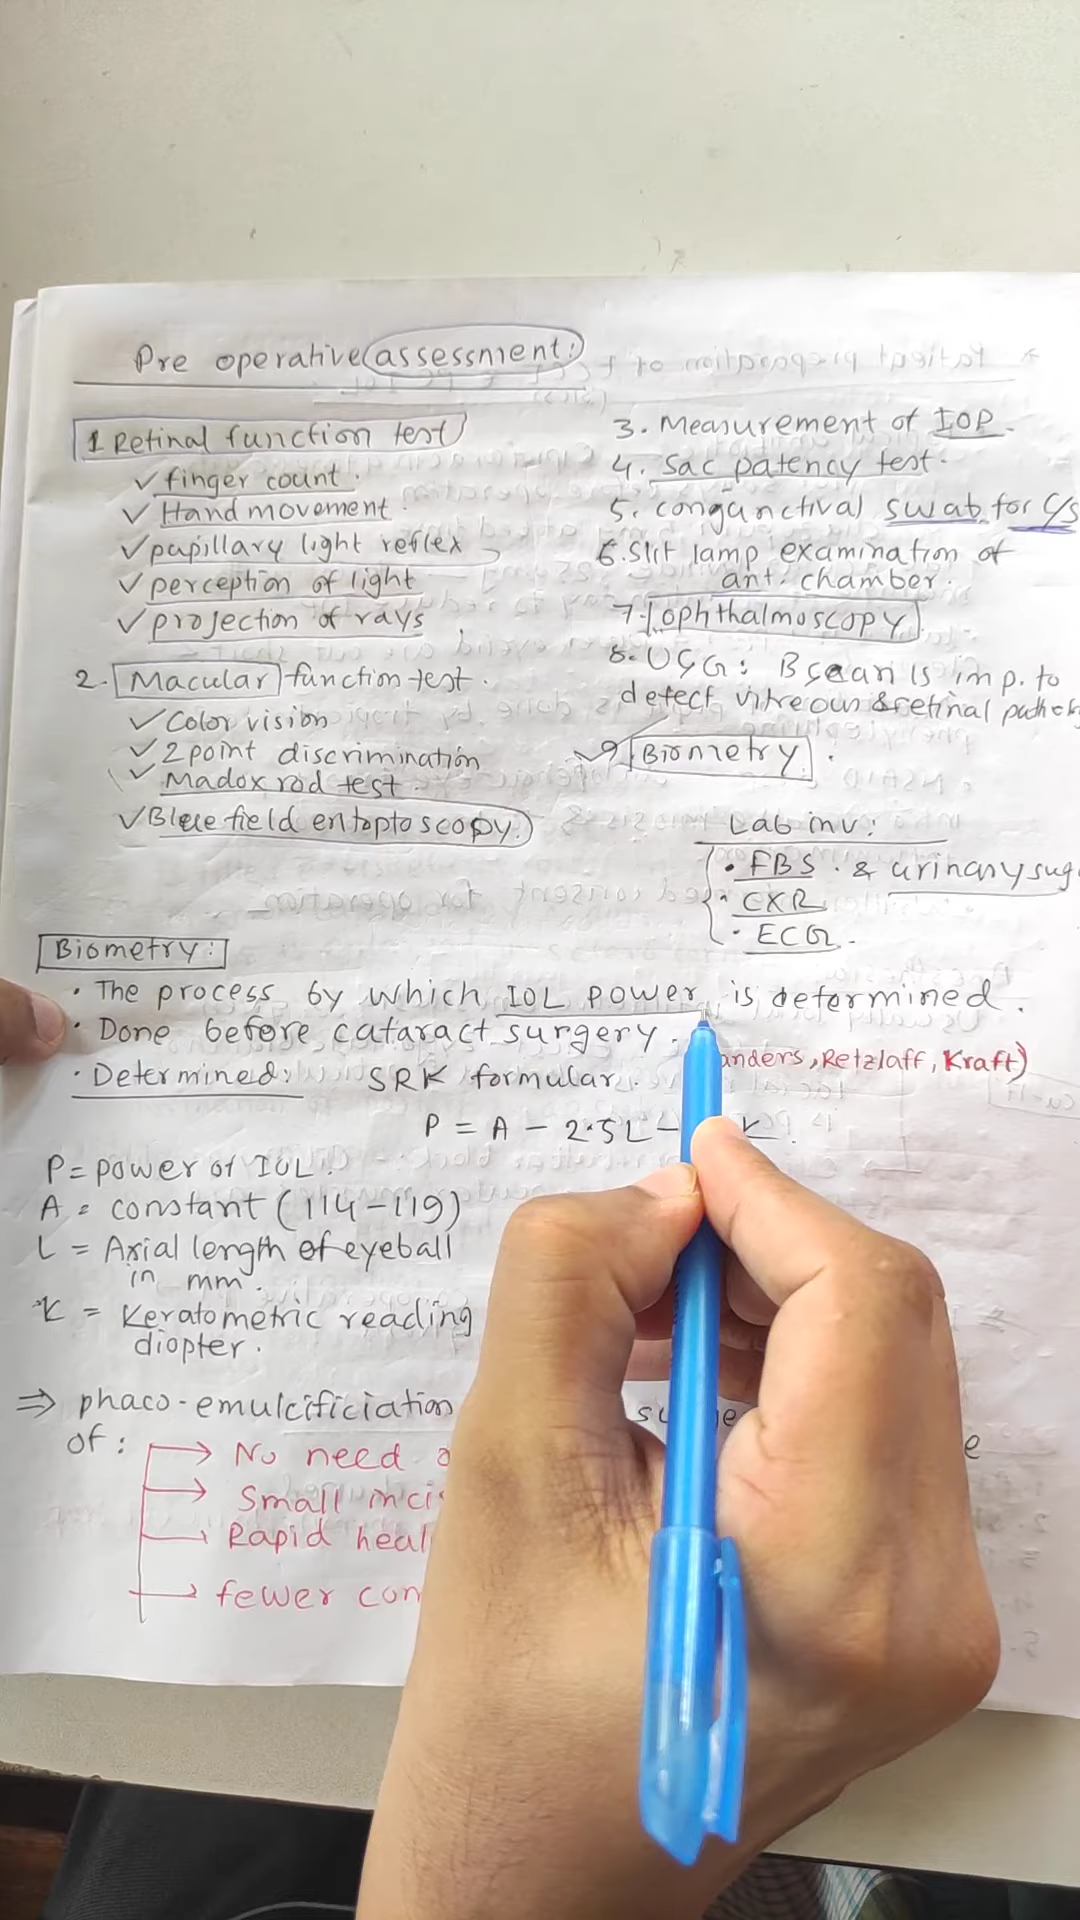 Pre operative assessment:
1 Retinal function test
✓ finger count.
✓ Hand movement.
✓ pupillary light reflex
✓ perception of light
✓ projection of rays
2. Macular function test.
✓ Color vision
✓ 2 point discrimination
✓ Madox rod test.
✓ Blue field entoptoscopy.
3. Measurement of IOP.
4. Sac patency test.
5. conjunctival swab for C/S
6. Slit lamp examination of
ant. chamber.
7. ophthalmoscopy
8. USG: B scan is imp. to
detect vitreous & retinal
9 Biometry.
Lab inv:
• FBS. & urinary sug
• CXR
• ECG.
Biometry:
• The process by which IOL power is determined.
• Done before cataract surgery.
• Determined: SRK formular. anders, Retzlaff, Kraft)
P = A - 2.5L - K.
P = power of IOL.
A = constant (114-119)
L = Axial length of eyeball
in mm.
K = Keratometric reading
diopter.
⇒ phaco-emulcificiation
of:
→ No need
→ Small inci
→ Rapid heal
→ fewer com